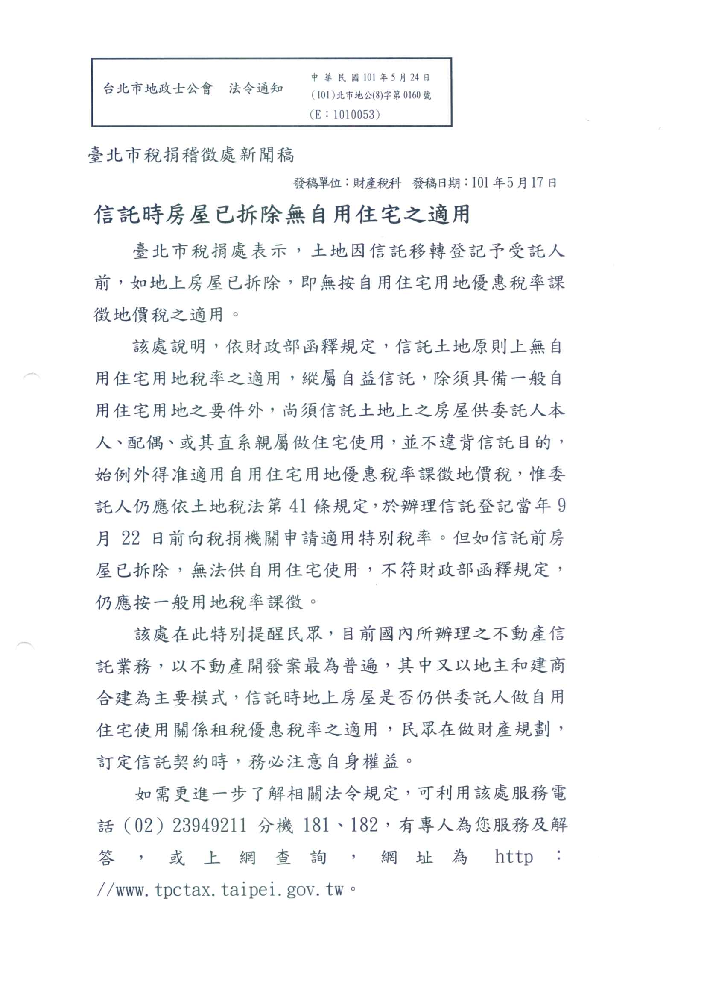 台北市地政士公會　法令通知
中華民國101年5月24日
(101)北市地公(8)字第0160號
(E：1010053)
臺北市稅捐稽徵處新聞稿
發稿單位：財產稅科　發稿日期：101年5月17日
信託時房屋已拆除無自用住宅之適用
臺北市稅捐處表示，土地因信託移轉登記予受託人
前，如地上房屋已拆除，即無按自用住宅用地優惠稅率課
徵地價稅之適用。
該處說明，依財政部函釋規定，信託土地原則上無自
用住宅用地稅率之適用，縱屬自益信託，除須具備一般自
用住宅用地之要件外，尚須信託土地上之房屋供委託人本
人、配偶、或其直系親屬做住宅使用，並不違背信託目的，
始例外得准適用自用住宅用地優惠稅率課徵地價稅，惟委
託人仍應依土地稅法第 41 條規定，於辦理信託登記當年 9
月 22 日前向稅捐機關申請適用特別稅率。但如信託前房
屋已拆除，無法供自用住宅使用，不符財政部函釋規定，
仍應按一般用地稅率課徵。
該處在此特別提醒民眾，目前國內所辦理之不動產信
託業務，以不動產開發案最為普遍，其中又以地主和建商
合建為主要模式，信託時地上房屋是否仍供委託人做自用
住宅使用關係租稅優惠稅率之適用，民眾在做財產規劃，
訂定信託契約時，務必注意自身權益。
如需更進一步了解相關法令規定，可利用該處服務電
話（02）23949211 分機 181、182，有專人為您服務及解
答，或上網查詢，網址為 http：
//www.tpctax.taipei.gov.tw。